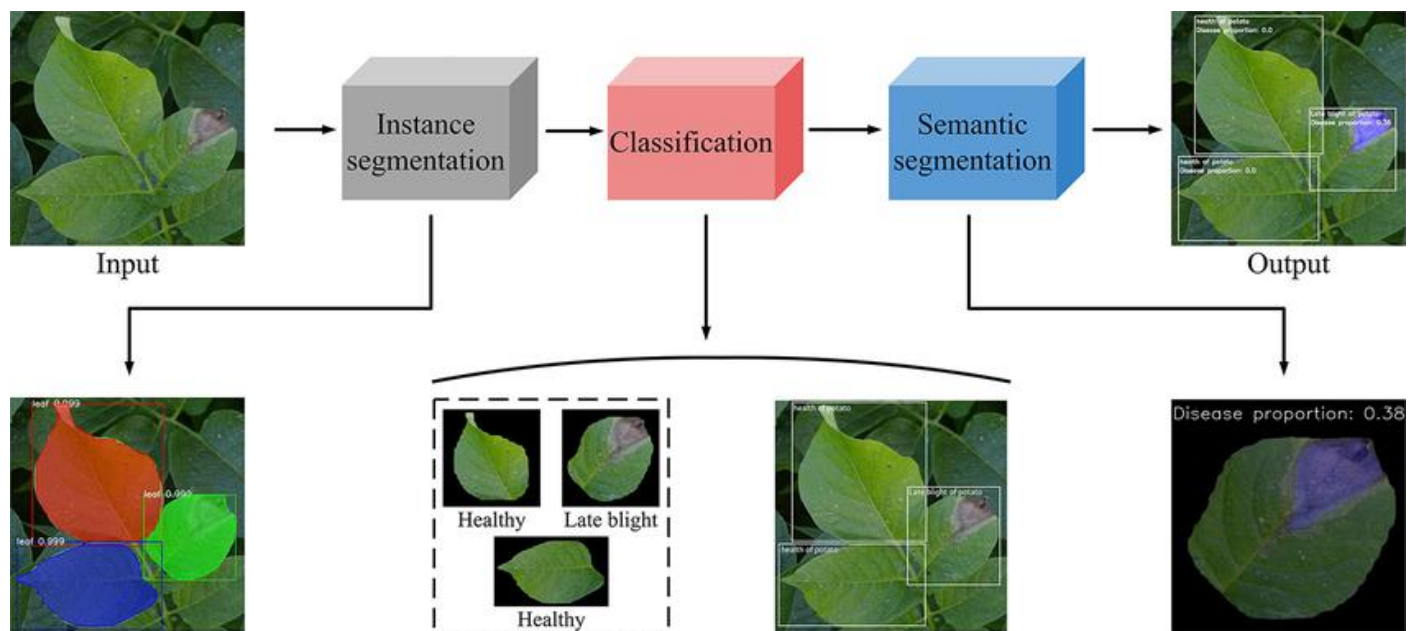 Instance
segmentation
Classification
Semantic
segmentation
health of potato
Disease proportion: 0.0
Late blight of potato
Disease proportion: 0.38
health of potato
Disease proportion: 0.0
Input
Output
leaf 0.999
leaf 0.999
leaf 0.999
Healthy
Late blight
Healthy
health of potato
Late blight of potato
health of potato
Disease proportion: 0.38